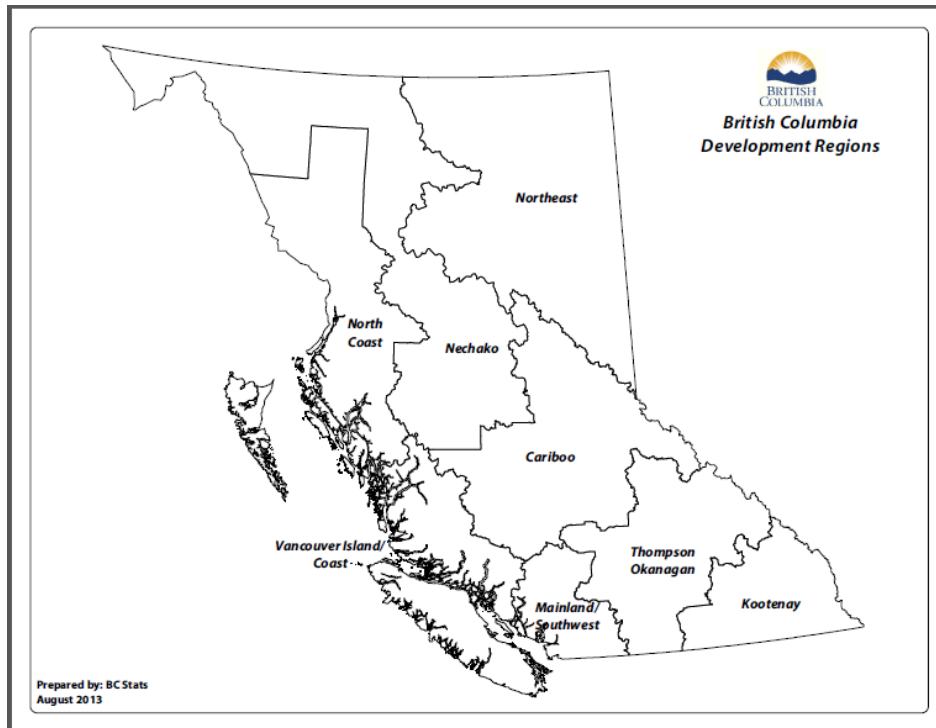 BRITISH
COLUMBIA
British Columbia
Development Regions
Northeast
North
Coast
Nechako
Cariboo
Vancouver Island/
Coast
Thompson
Okanagan
Mainland/
Southwest
Kootenay
Prepared by: BC Stats
August 2013